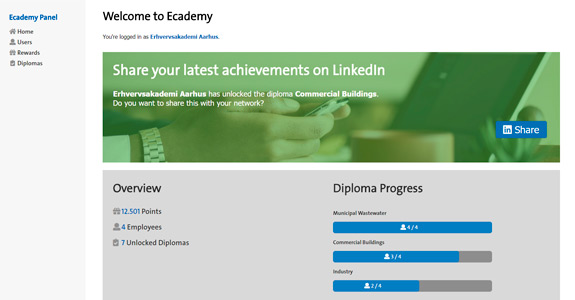 Ecademy Panel
Home
Users
Rewards
Diplomas
Welcome to Ecademy
You're logged in as Erhvervsakademi Aarhus.
Share your latest achievements on LinkedIn
Erhvervsakademi Aarhus has unlocked the diploma Commercial Buildings.
Do you want to share this with your network?
Share
Overview
12.501 Points
4 Employees
7 Unlocked Diplomas
Diploma Progress
Municipal Wastewater
4 / 4
Commercial Buildings
3 / 4
Industry
2 / 4